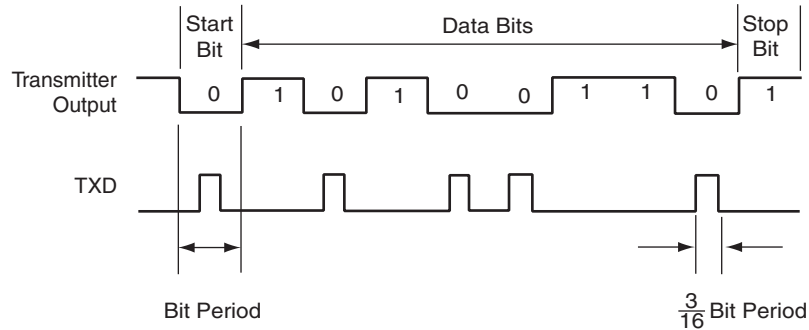 Start
Bit
Data Bits
Stop
Bit
Transmitter
Output
0 1 0 1 0 0 1 1 0 1
TXD
Bit Period
3
16 Bit Period